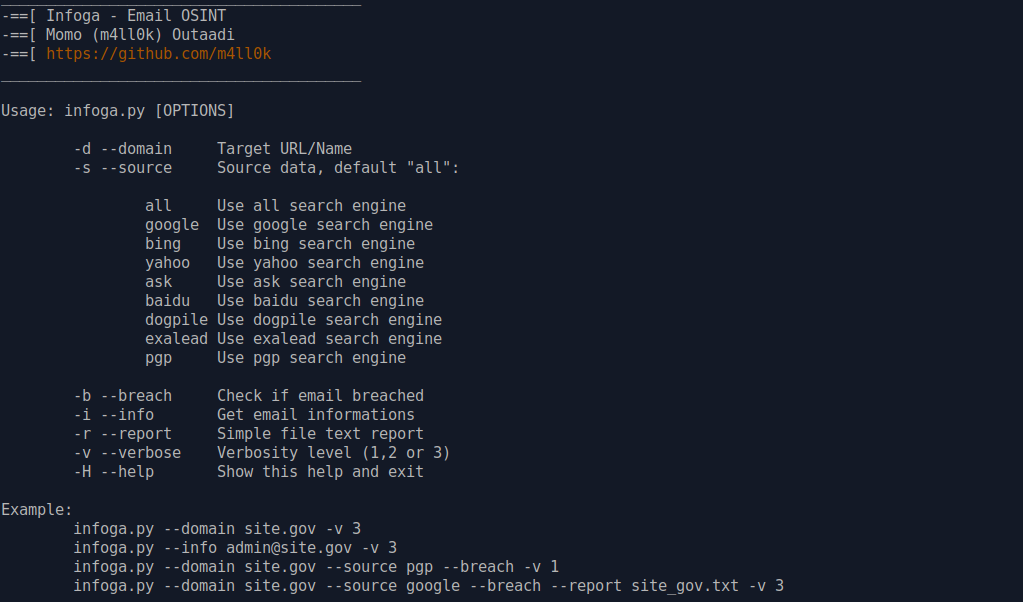 -==[ Infoga - Email OSINT
-==[ Momo (m4ll0k) Outaadi
-==[ https://github.com/m4ll0k
Usage: infoga.py [OPTIONS]
-d --domain Target URL/Name
-s --source Source data, default "all":
all Use all search engine
google Use google search engine
bing Use bing search engine
yahoo Use yahoo search engine
ask Use ask search engine
baidu Use baidu search engine
dogpile Use dogpile search engine
exalead Use exalead search engine
pgp Use pgp search engine
-b --breach Check if email breached
-i --info Get email informations
-r --report Simple file text report
-v --verbose Verbosity level (1,2 or 3)
-H --help Show this help and exit
Example:
infoga.py --domain site.gov -v 3
infoga.py --info admin@site.gov -v 3
infoga.py --domain site.gov --source pgp --breach -v 1
infoga.py --domain site.gov --source google --breach --report site_gov.txt -v 3